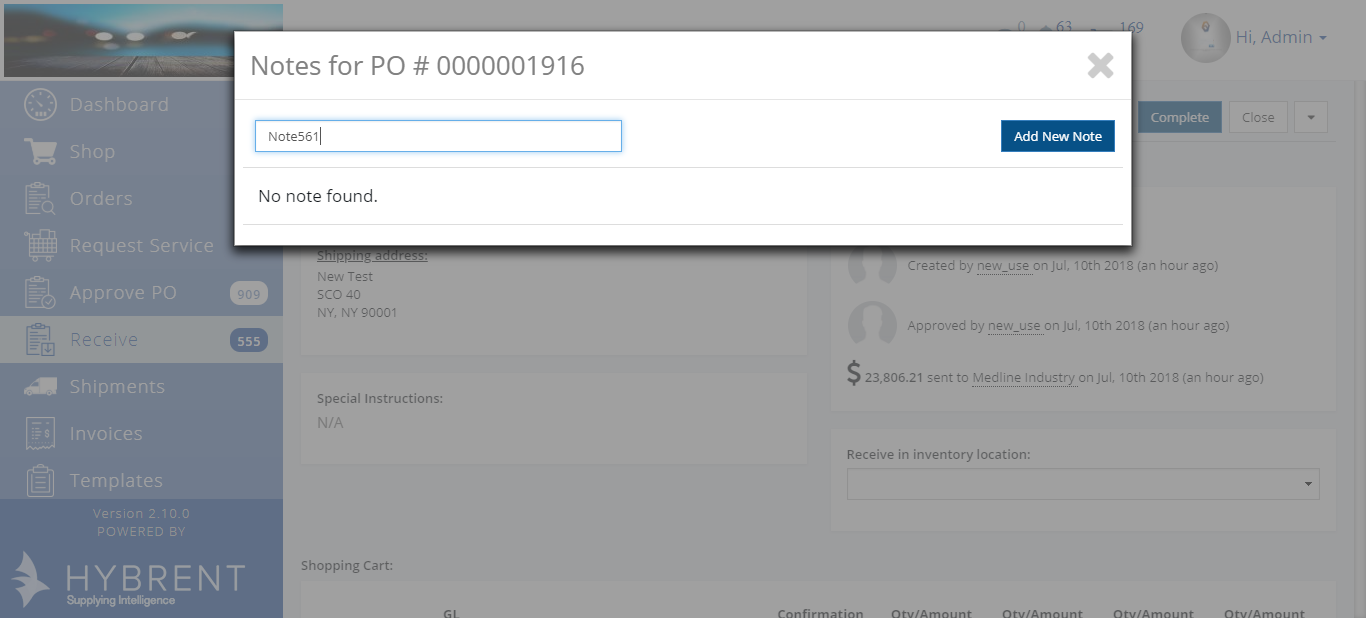 0 63 169
Hi, Admin
Notes for PO # 0000001916
Note561
Add New Note
No note found.
Complete
Close
Dashboard
Shop
Orders
Request Service
Approve PO 909
Receive 555
Shipments
Invoices
Templates
Version 2.10.0
POWERED BY
HYBRENT
Supplying Intelligence
Shipping address:
New Test
SCO 40
NY, NY 90001
Special Instructions:
N/A
Created by new_use on Jul, 10th 2018 (an hour ago)
Approved by new_use on Jul, 10th 2018 (an hour ago)
$ 23,806.21 sent to Medline Industry on Jul, 10th 2018 (an hour ago)
Receive in inventory location:
Shopping Cart:
GL Confirmation Qty/Amount Qty/Amount Qty/Amount Qty/Amount